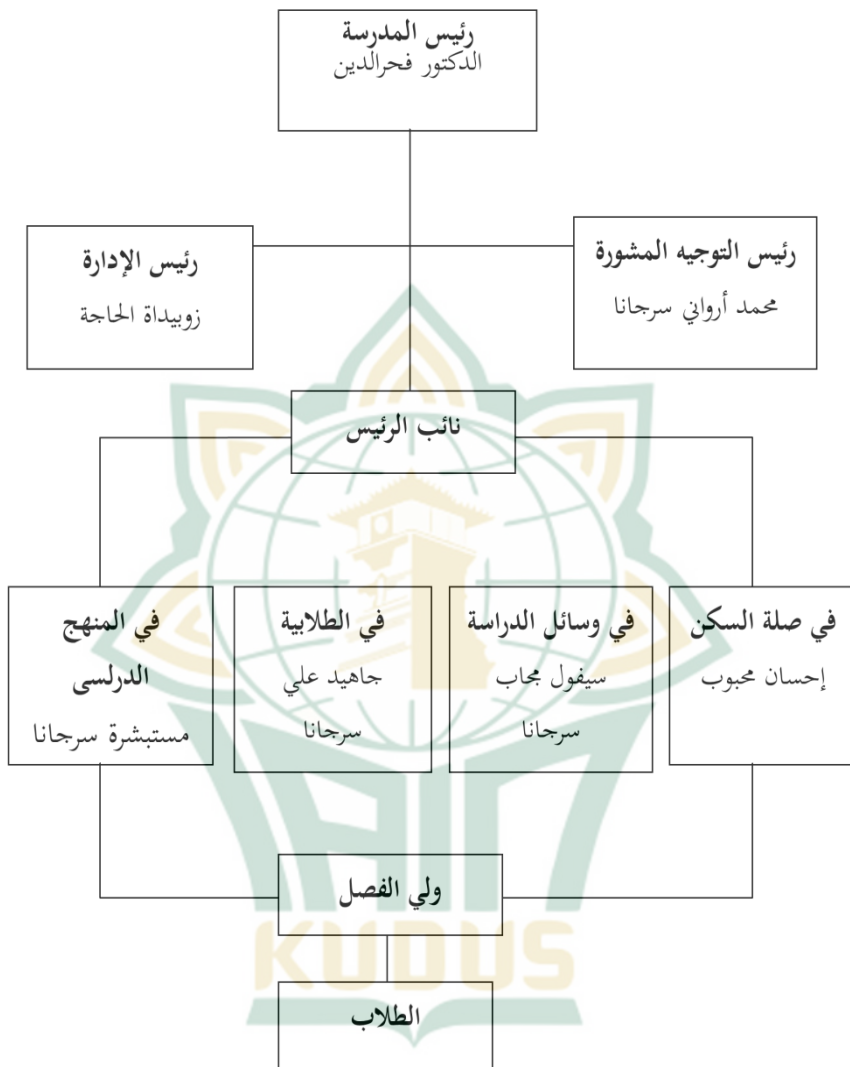 رئيس المدرسة
الدكتور فحرالدين
رئيس التوجيه المشورة
محمد أرواني سرجانا
رئيس الإدارة
زوبيداة الحاجة
نائب الرئيس
في صلة السكن
إحسان محبوب
في وسائل الدراسة
سيفول مجاب
سرجانا
في الطلابية
جاهيد علي
سرجانا
في المنهج
الدرلسى
مستبشرة سرجانا
ولي الفصل
الطلاب
IAIN
KUDUS